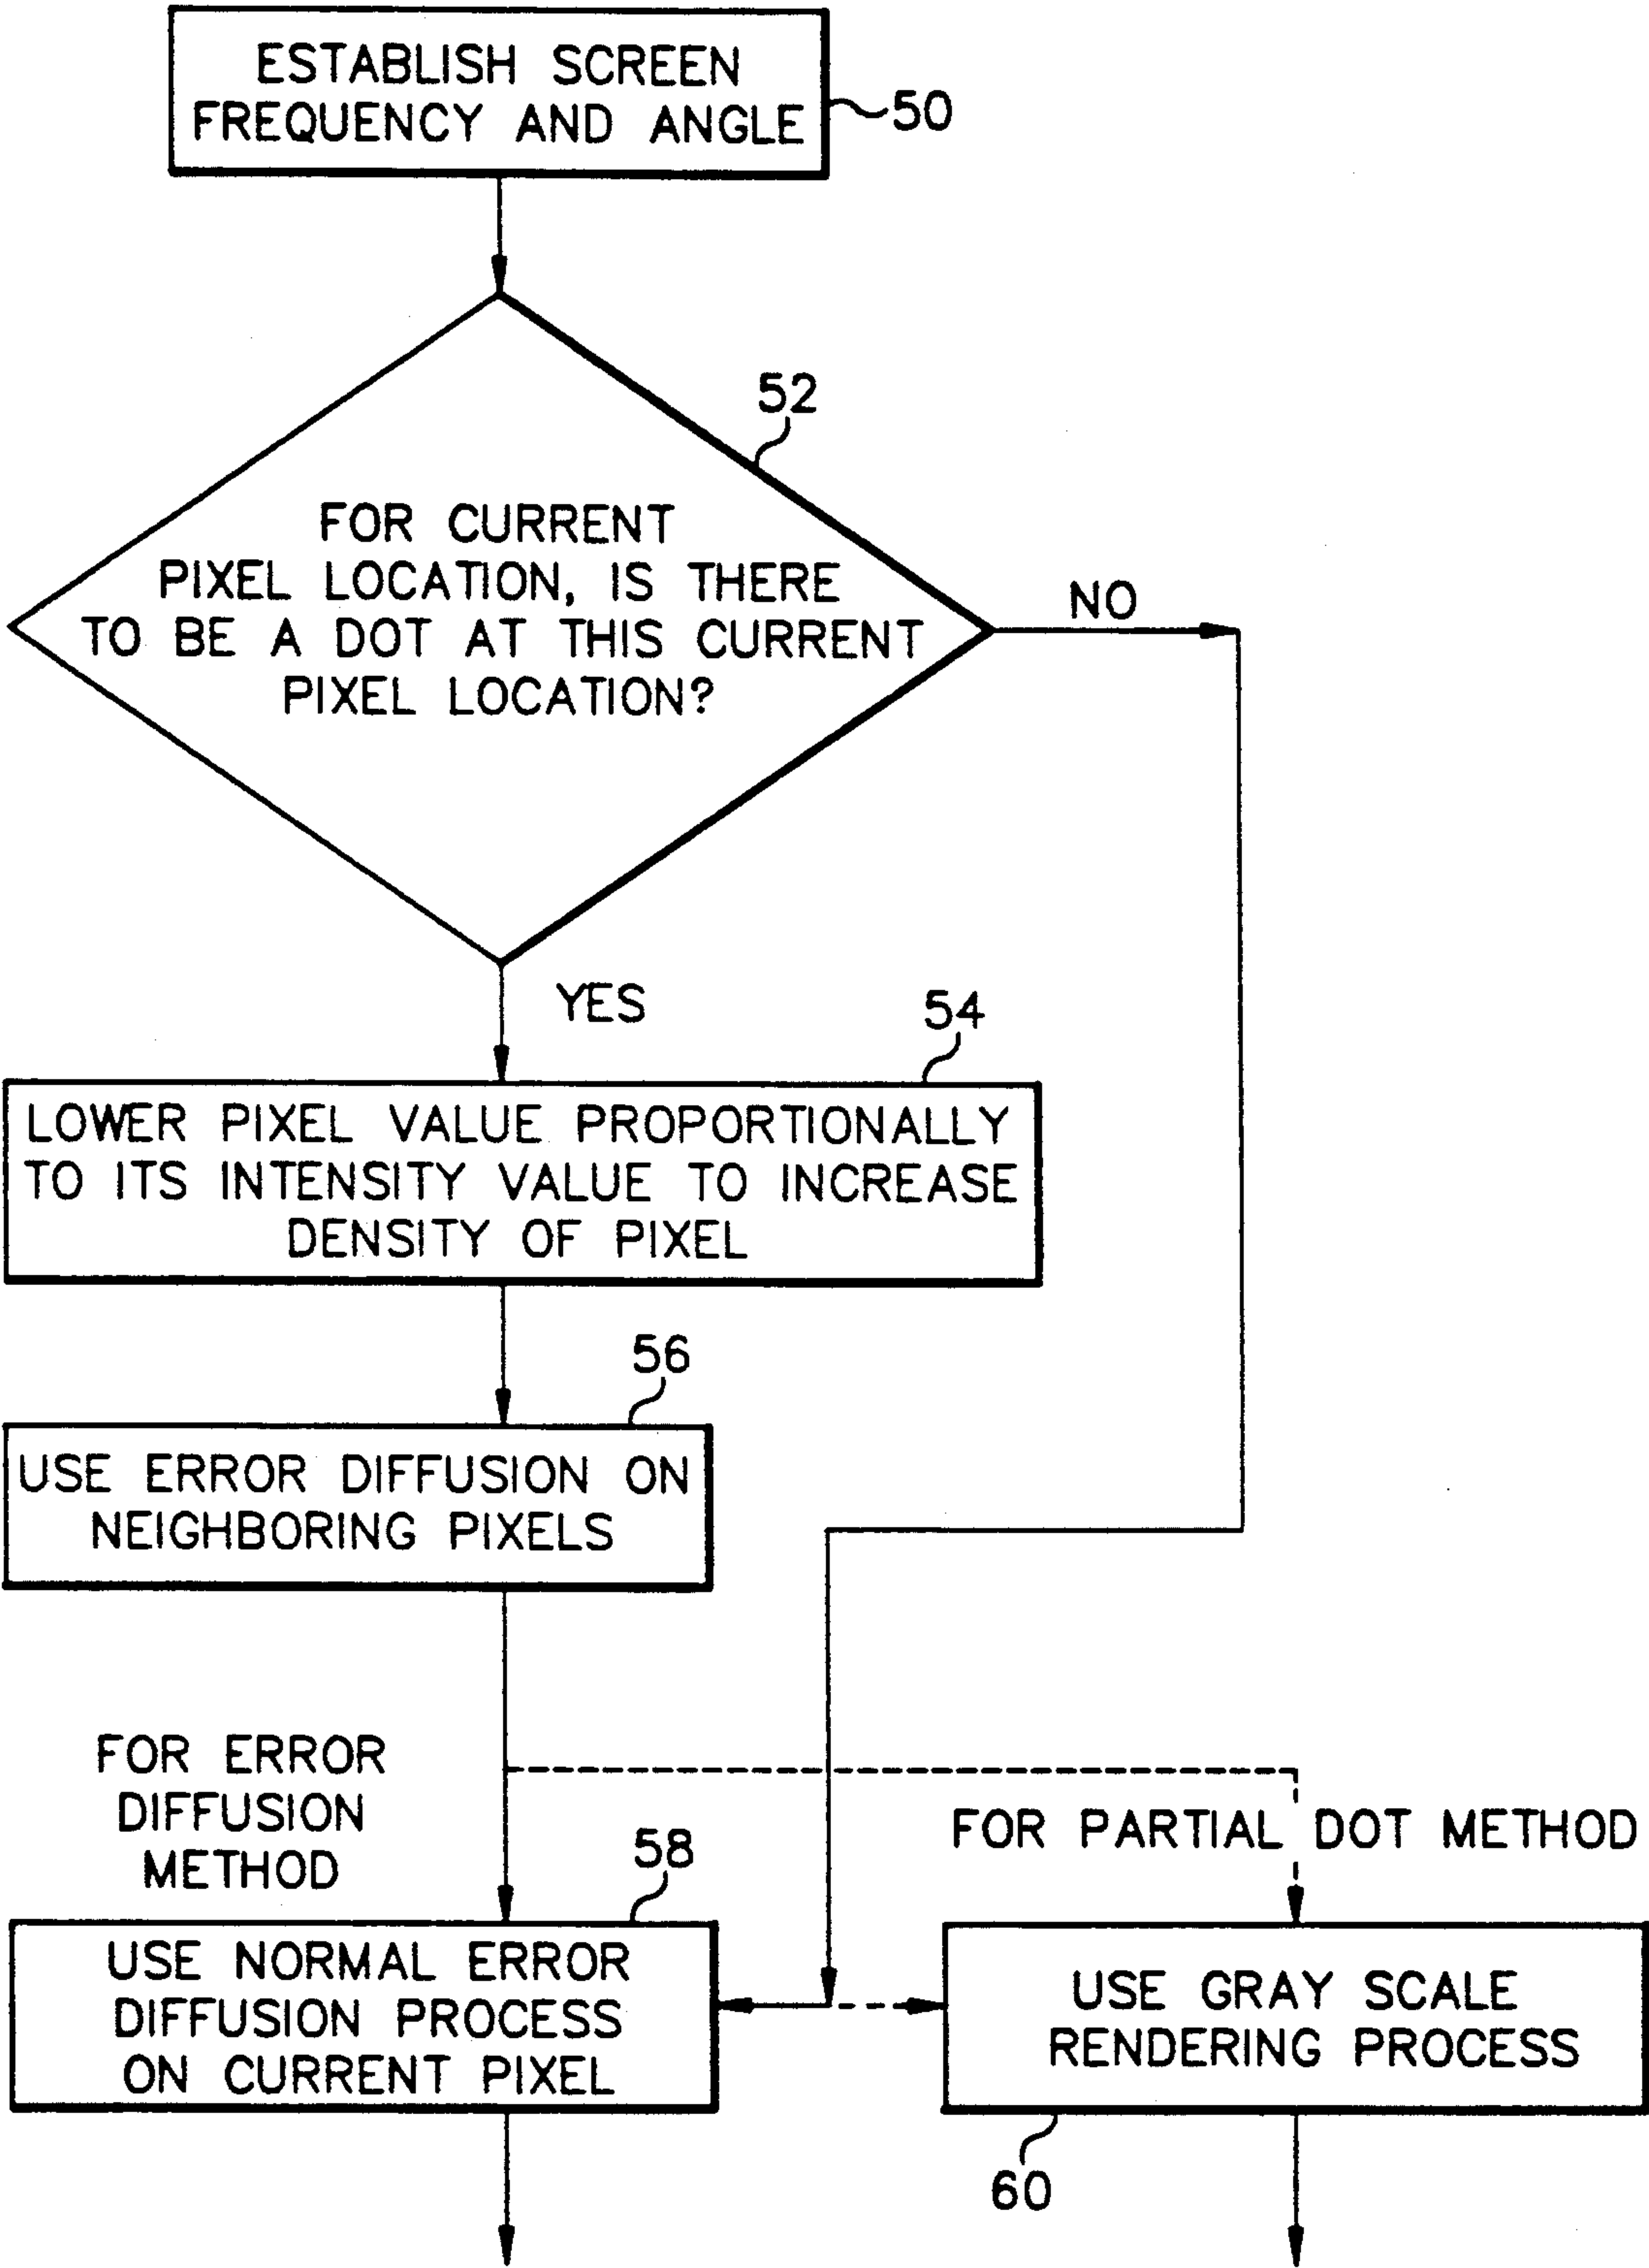 ESTABLISH SCREEN
FREQUENCY AND ANGLE
50
52
FOR CURRENT
PIXEL LOCATION, IS THERE
TO BE A DOT AT THIS CURRENT
PIXEL LOCATION?
NO
YES
54
LOWER PIXEL VALUE PROPORTIONALLY
TO ITS INTENSITY VALUE TO INCREASE
DENSITY OF PIXEL
56
USE ERROR DIFFUSION ON
NEIGHBORING PIXELS
FOR ERROR
DIFFUSION
METHOD
FOR PARTIAL DOT METHOD
58
USE NORMAL ERROR
DIFFUSION PROCESS
ON CURRENT PIXEL
USE GRAY SCALE
RENDERING PROCESS
60